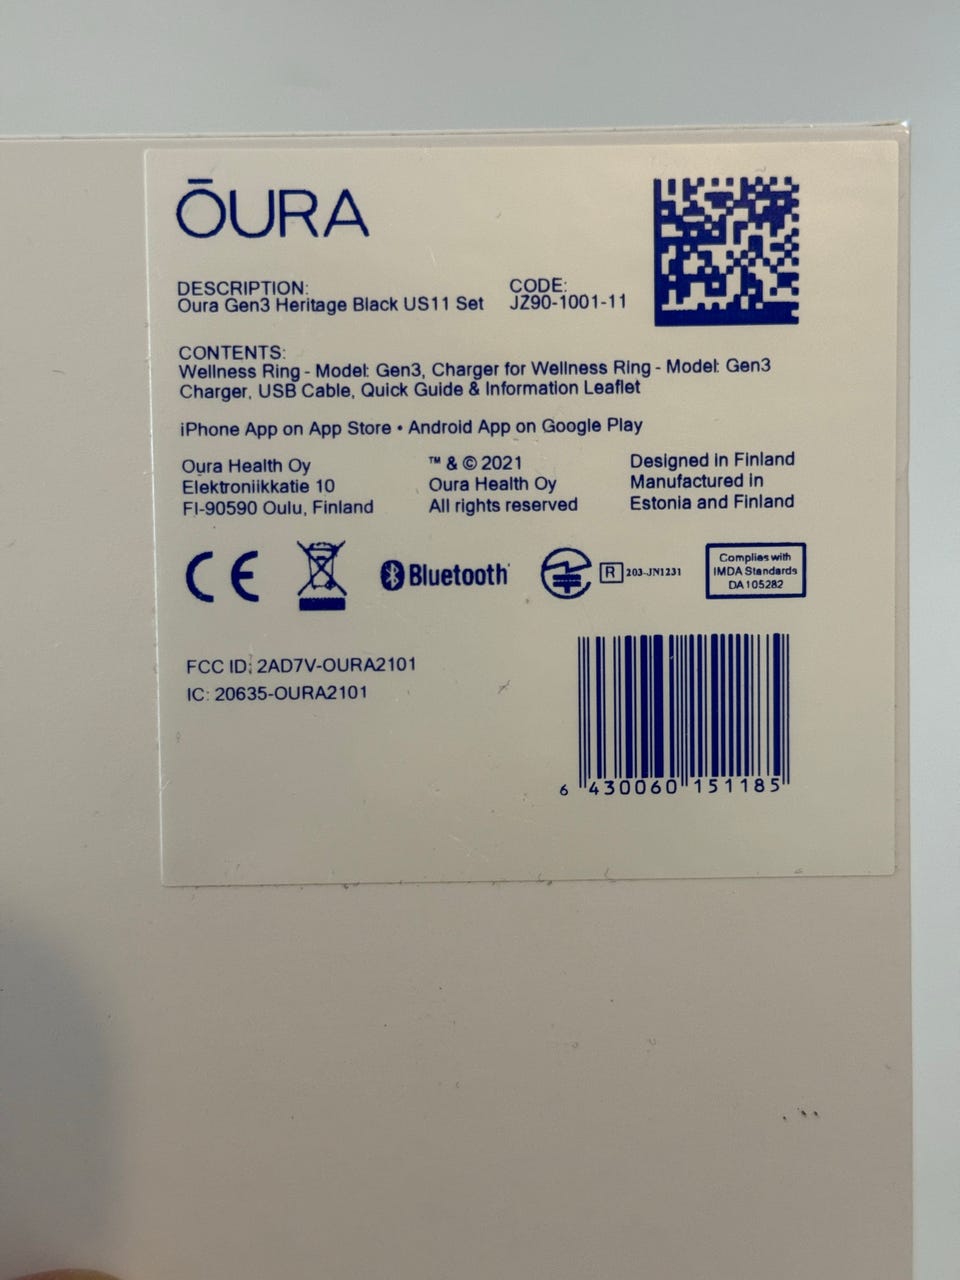 ŌURA
DESCRIPTION:
Oura Gen3 Heritage Black US11 Set
CODE:
JZ90-1001-11
CONTENTS:
Wellness Ring - Model: Gen3, Charger for Wellness Ring - Model: Gen3
Charger, USB Cable, Quick Guide & Information Leaflet
iPhone App on App Store • Android App on Google Play
Oura Health Oy
Elektroniikkatie 10
FI-90590 Oulu, Finland
™ & © 2021
Oura Health Oy
All rights reserved
Designed in Finland
Manufactured in
Estonia and Finland
CE
Bluetooth
R 203-JN1231
Complies with
IMDA Standards
DA105282
FCC ID: 2AD7V-OURA2101
IC: 20635-OURA2101
6 430060 151185